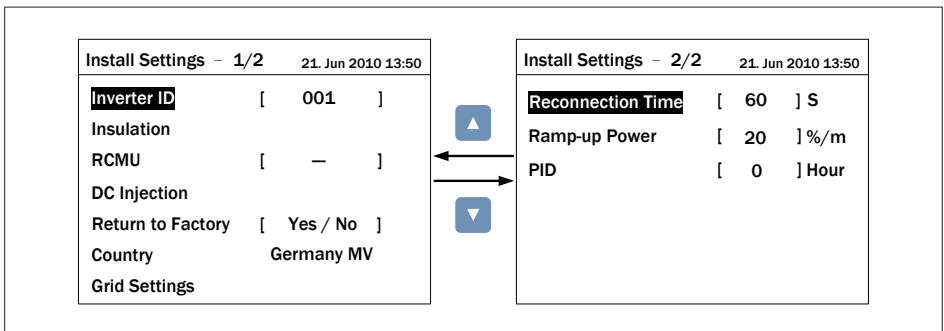 Install Settings – 1/2 21. Jun 2010 13:50
Inverter ID [ 001 ]
Insulation
RCMU [ — ]
DC Injection
Return to Factory [ Yes / No ]
Country Germany MV
Grid Settings
Install Settings – 2/2 21. Jun 2010 13:50
Reconnection Time [ 60 ] S
Ramp-up Power [ 20 ] %/m
PID [ 0 ] Hour